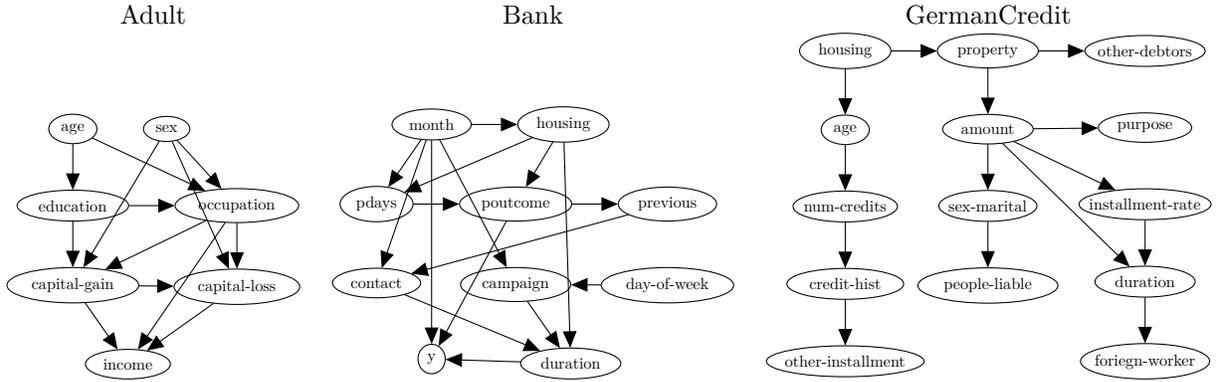 Adult
age
sex
education
occupation
capital-gain
capital-loss
income
Bank
month
housing
pdays
poutcome
previous
contact
campaign
day-of-week
y
duration
GermanCredit
housing
property
other-debtors
age
amount
purpose
num-credits
sex-marital
installment-rate
credit-hist
people-liable
duration
other-installment
foriegn-worker